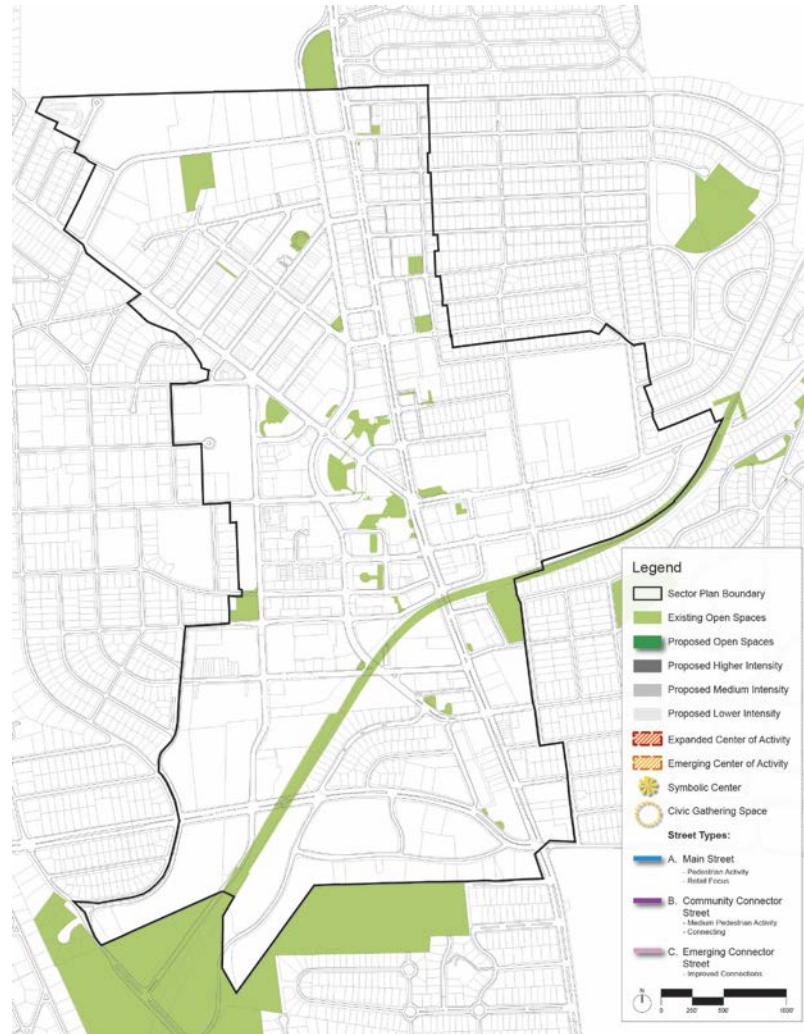 Legend
Sector Plan Boundary
Existing Open Spaces
Proposed Open Spaces
Proposed Higher Intensity
Proposed Medium Intensity
Proposed Lower Intensity
Expanded Center of Activity
Emerging Center of Activity
Symbolic Center
Civic Gathering Space
Street Types:
A. Main Street
- Pedestrian Activity
- Retail Focus
B. Community Connector
Street
- Medium Pedestrian Activity
- Connecting
C. Emerging Connector
Street
- Improved Connections
N
0 250' 500' 1000'